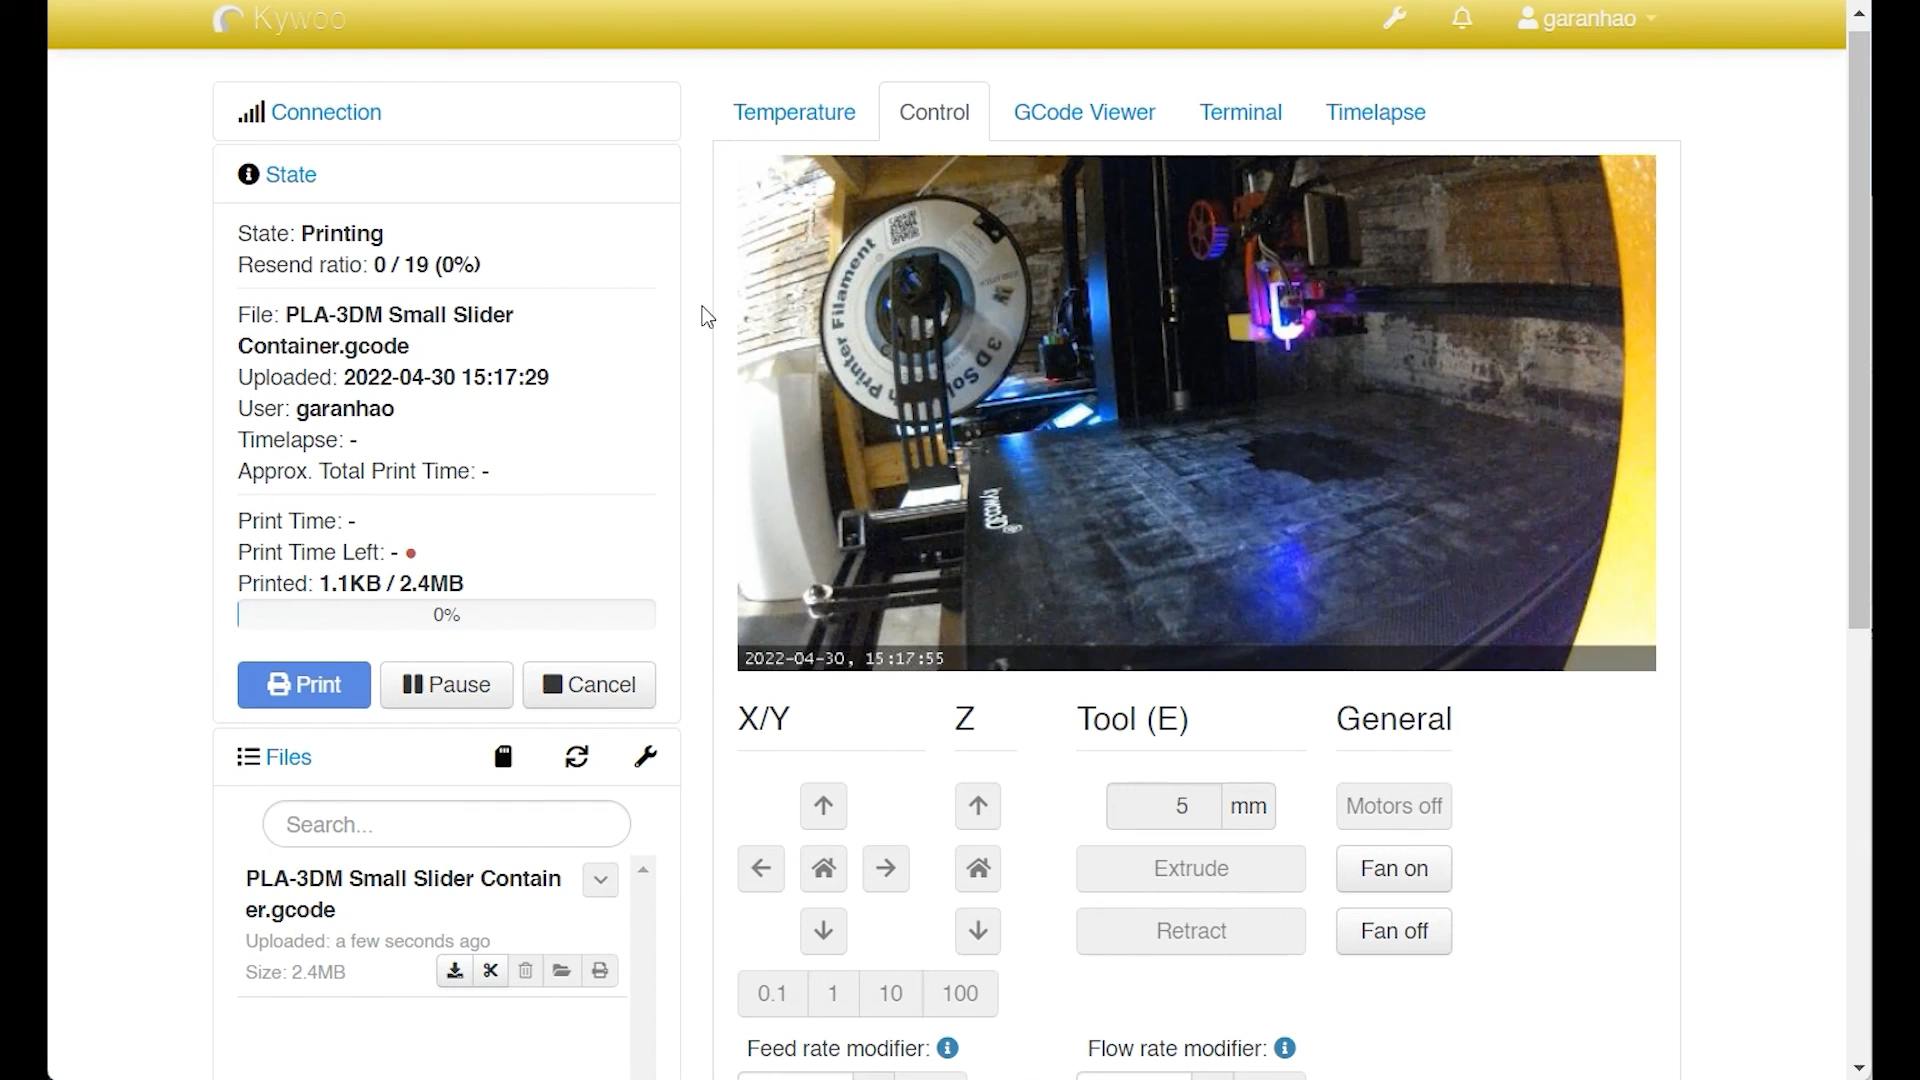 Kywoo
garanhao
Connection
State
State: Printing
Resend ratio: 0 / 19 (0%)
File: PLA-3DM Small Slider
Container.gcode
Uploaded: 2022-04-30 15:17:29
User: garanhao
Timelapse: -
Approx. Total Print Time: -
Print Time: -
Print Time Left: -
Printed: 1.1KB / 2.4MB
0%
Print
Pause
Cancel
Files
Search...
PLA-3DM Small Slider Contain
er.gcode
Uploaded: a few seconds ago
Size: 2.4MB
Temperature
Control
GCode Viewer
Terminal
Timelapse
Printer Filament
3D Sol
kywoo3D®
2022-04-30, 15:17:55
X/Y
Z
Tool (E)
General
5 mm
Motors off
Extrude
Fan on
Retract
Fan off
0.1 1 10 100
Feed rate modifier:
Flow rate modifier: